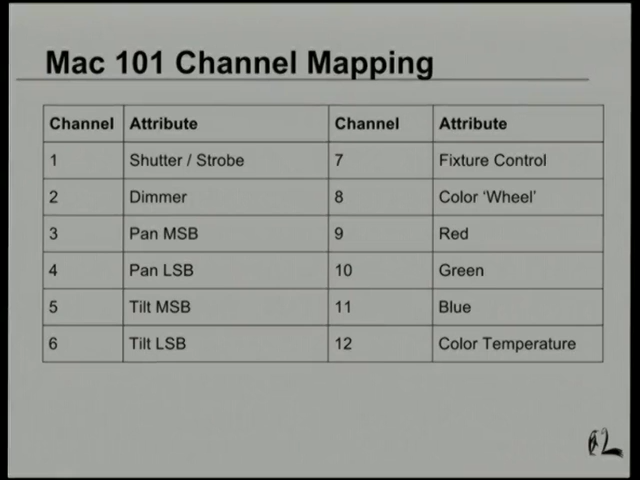 Mac 101 Channel Mapping
Channel Attribute Channel Attribute
1 Shutter / Strobe 7 Fixture Control
2 Dimmer 8 Color ‘Wheel’
3 Pan MSB 9 Red
4 Pan LSB 10 Green
5 Tilt MSB 11 Blue
6 Tilt LSB 12 Color Temperature